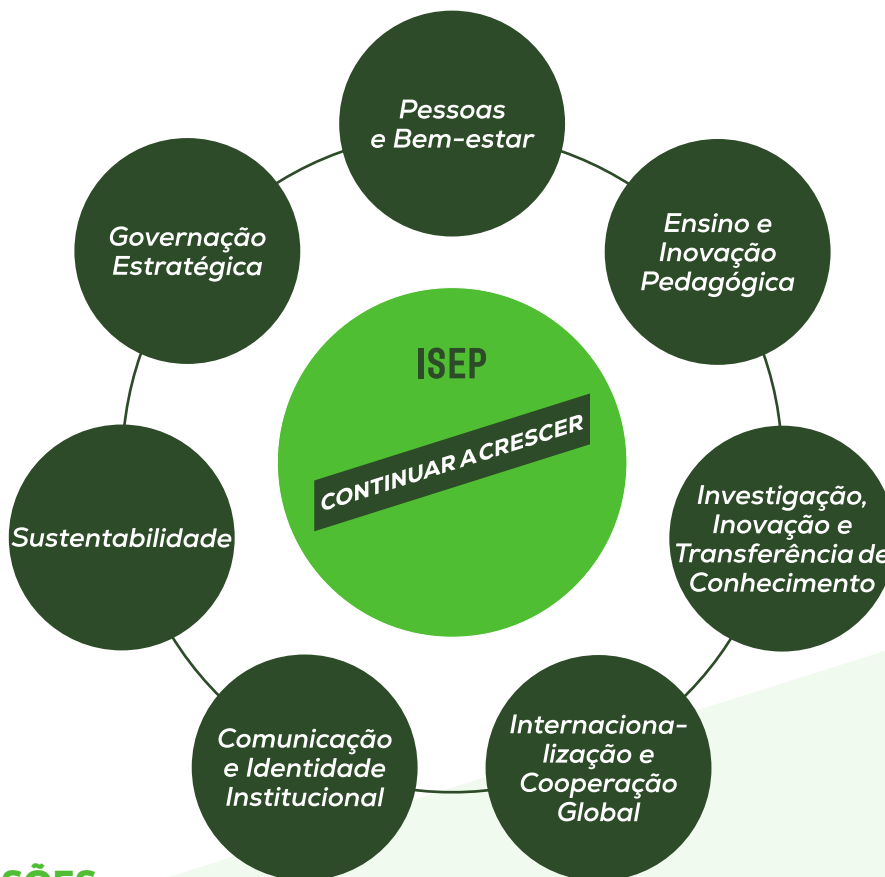 Pessoas
e Bem-estar
Ensino e
Inovação
Pedagógica
Governação
Estratégica
ISEP
CONTINUAR A CRESCER
Investigação,
Inovação e
Transferência de
Conhecimento
Sustentabilidade
Internaciona-
lização e
Cooperação
Global
Comunicação
e Identidade
Institucional
SÕES